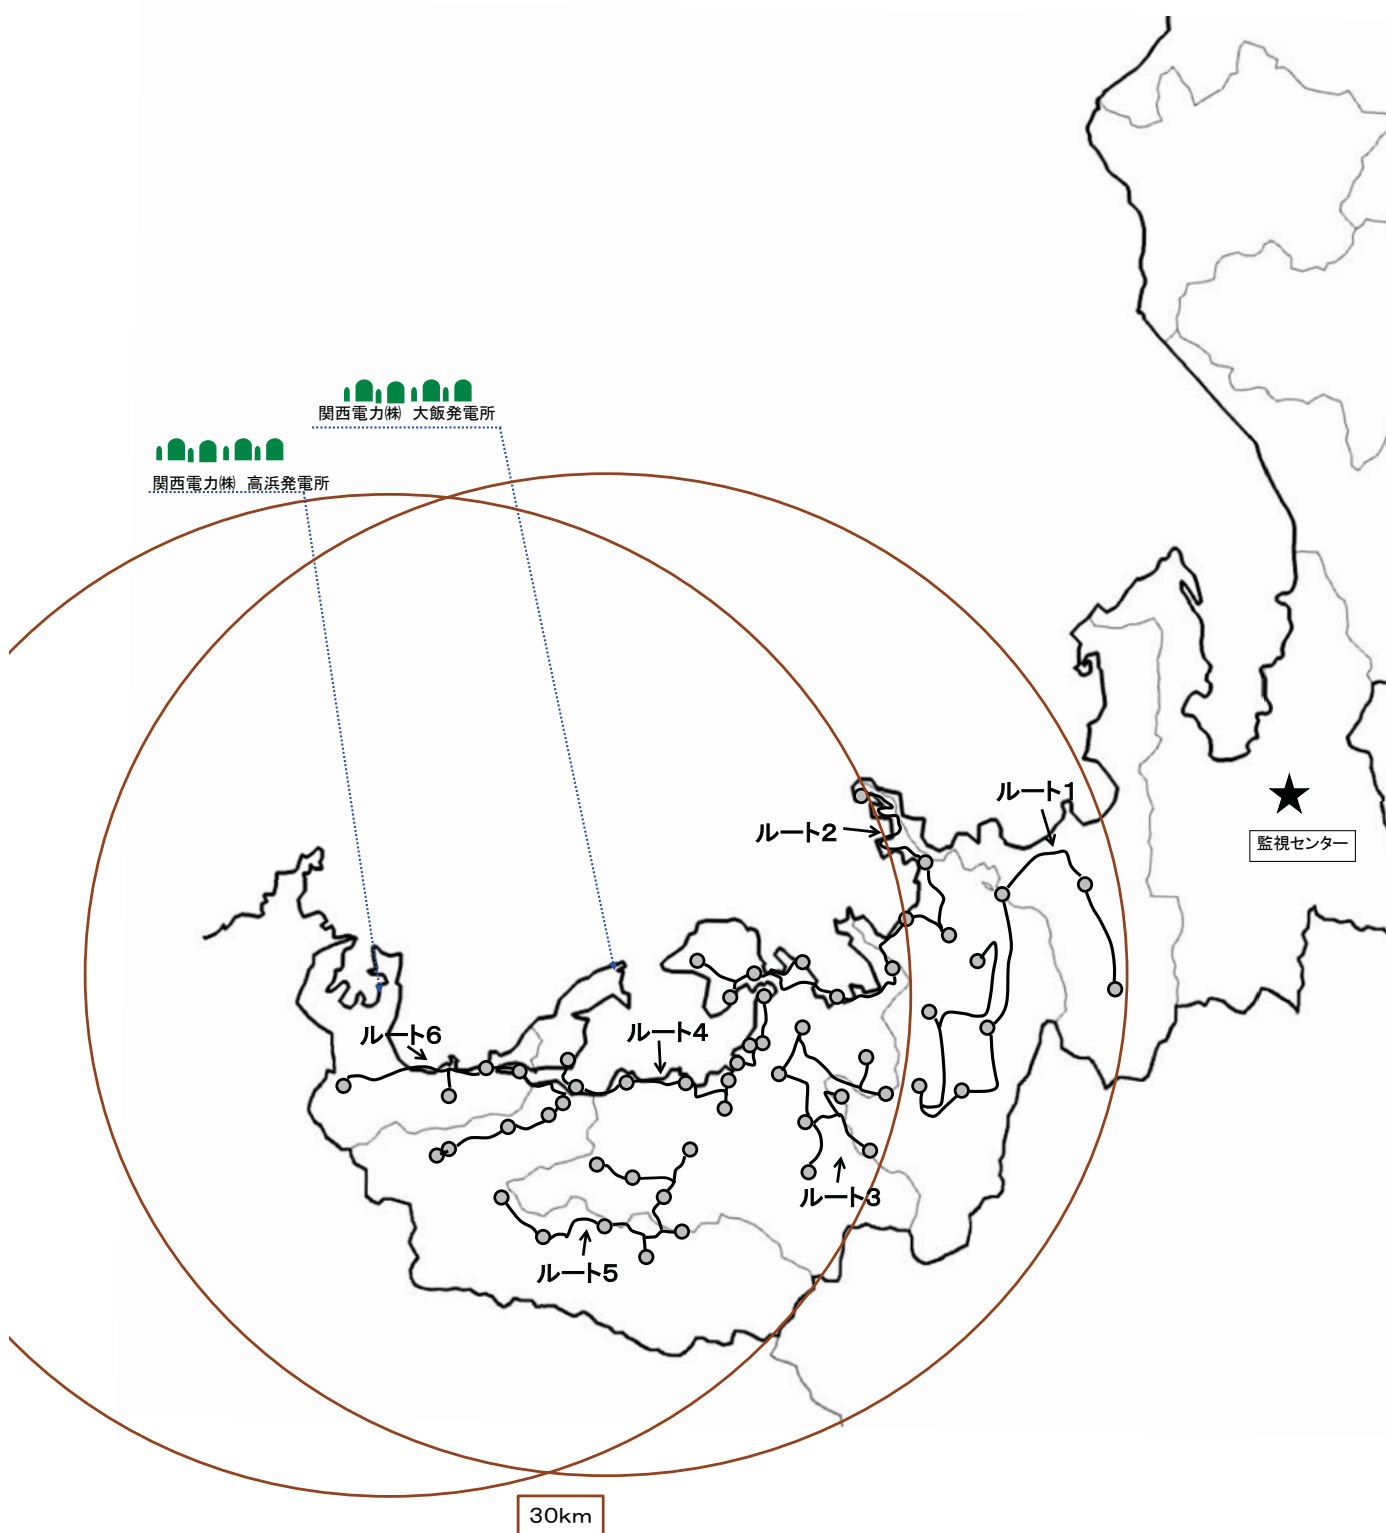 関西電力㈱ 大飯発電所
関西電力㈱ 高浜発電所
ルート1
ルート2
監視センター
ルート6
ルート4
ルート3
ルート5
30km